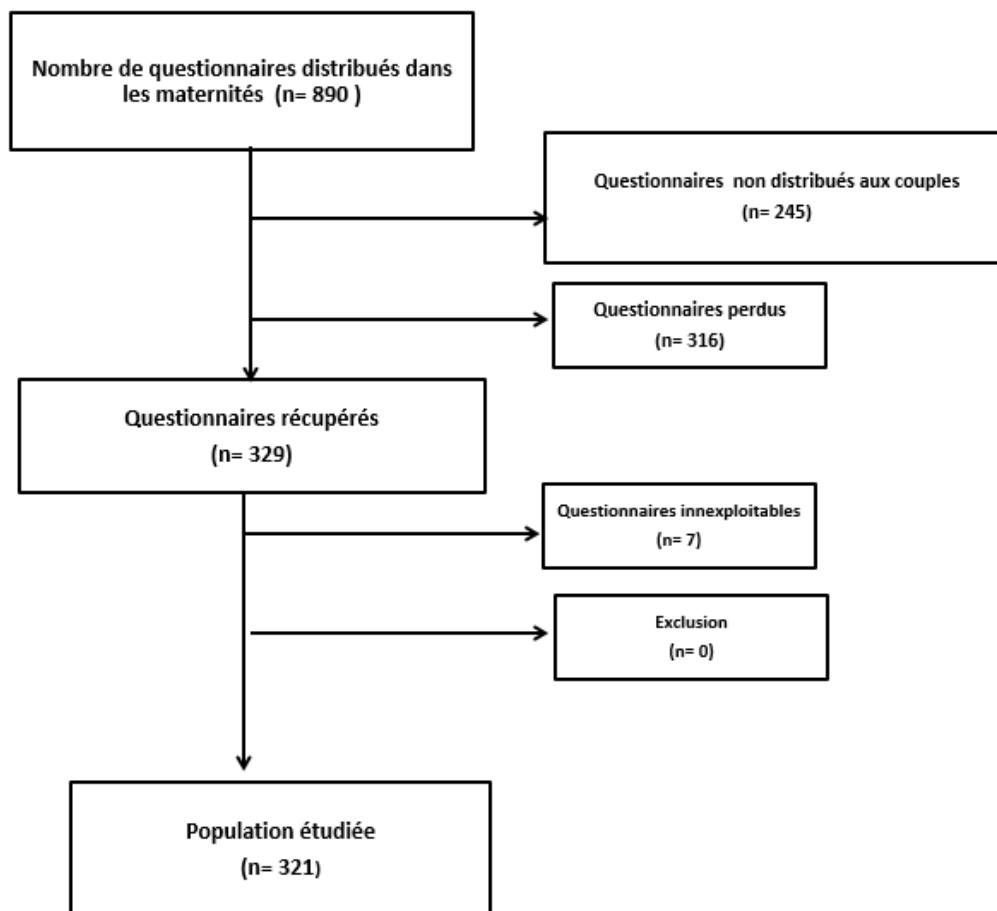 Nombre de questionnaires distribués dans
les maternités (n= 890 )
Questionnaires non distribués aux couples
(n= 245)
Questionnaires perdus
(n= 316)
Questionnaires récupérés
(n= 329)
Questionnaires innexploitables
(n= 7)
Exclusion
(n= 0)
Population étudiée
(n= 321)